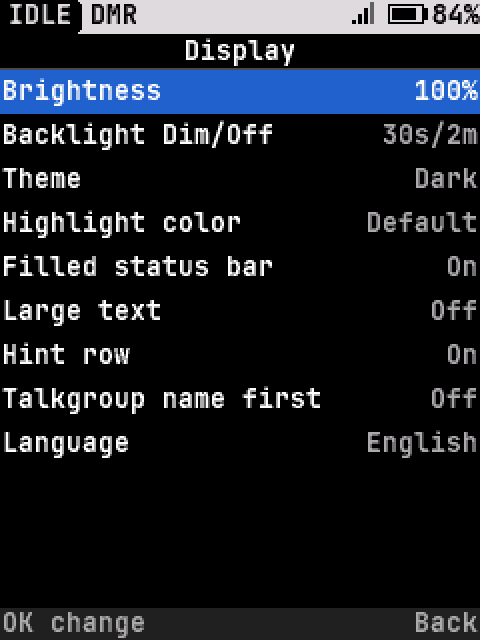 IDLE DMR 84%
Display
Brightness 100%
Backlight Dim/Off 30s/2m
Theme Dark
Highlight color Default
Filled status bar On
Large text Off
Hint row On
Talkgroup name first Off
Language English
OK change Back